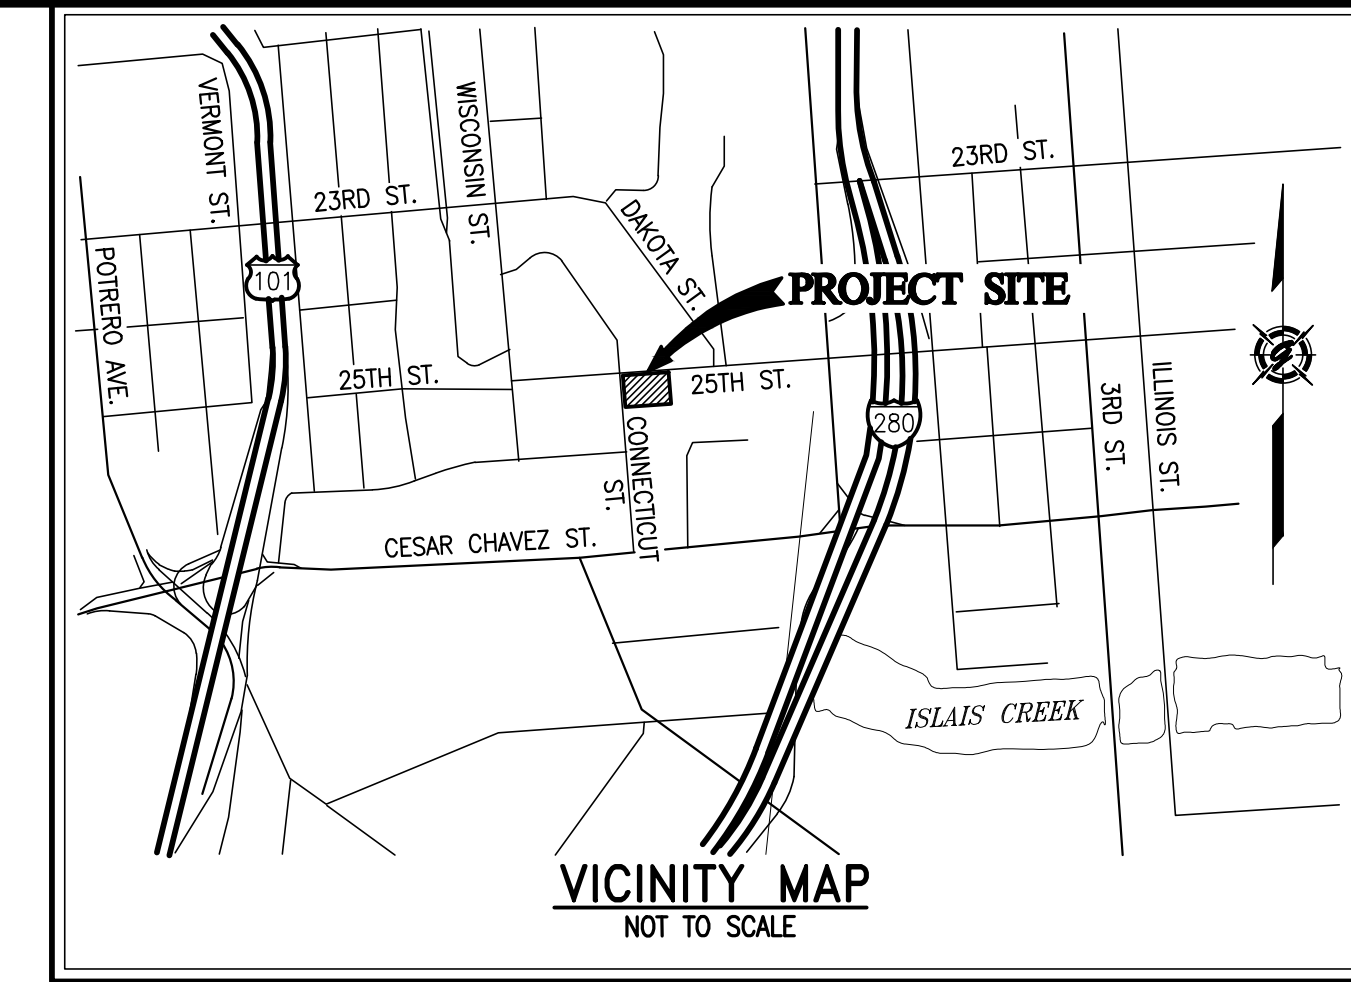 VERMONT ST.
WISCONSIN ST.
23RD ST.
23RD ST.
DAKOTA ST.
POTRERO AVE.
101
PROJECT SITE
25TH ST.
25TH ST.
280
3RD ST.
ILLINOIS ST.
CONNECTICUT
ST.
CESAR CHAVEZ ST.
ISLAIS CREEK
VICINITY MAP
NOT TO SCALE